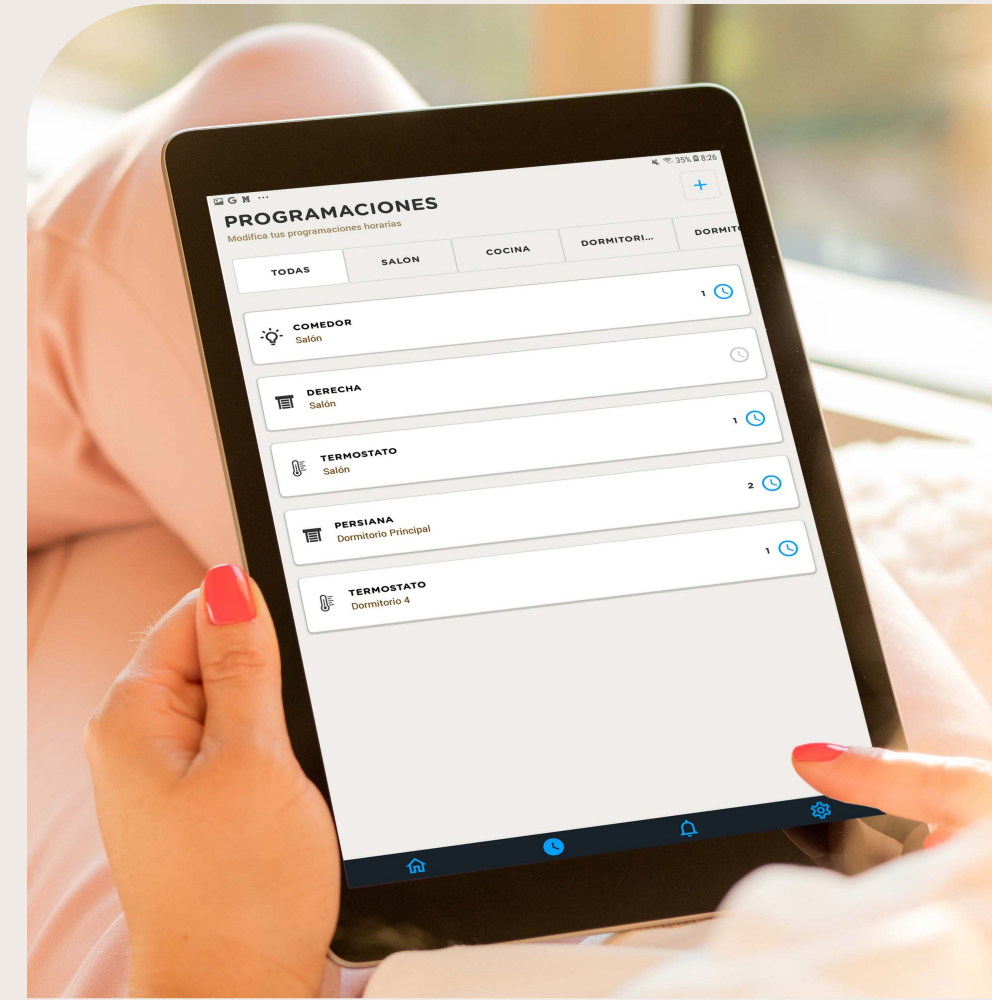 35% 8:26
G M ...
PROGRAMACIONES
Modifica tus programaciones horarias
+
TODAS SALON COCINA DORMITORI... DORMIT
COMEDOR 1
Salón
DERECHA
Salón
TERMOSTATO 1
Salón
PERSIANA 2
Dormitorio Principal
TERMOSTATO 1
Dormitorio 4